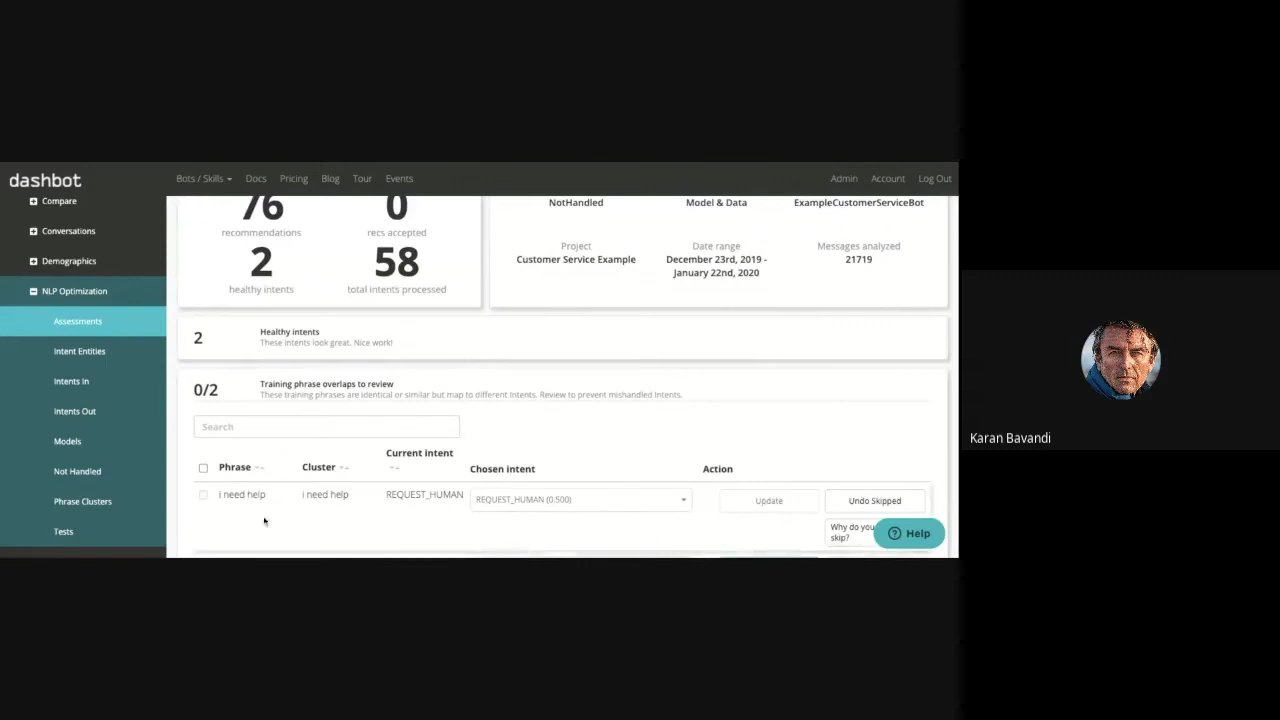 dashbot
Bots / Skills
Docs
Pricing
Blog
Tour
Events
Admin
Account
Log Out
Compare
Conversations
Demographics
NLP Optimization
Assessments
Intent Entities
Intents In
Intents Out
Models
Not Handled
Phrase Clusters
Tests
76
recommendations
0
recs accepted
2
healthy intents
58
total intents processed
NotHandled
Model & Data
ExampleCustomerServiceBot
Project
Customer Service Example
Date range
December 23rd, 2019 -
January 22nd, 2020
Messages analyzed
21719
2
Healthy intents
These intents look great. Nice work!
0/2
Training phrase overlaps to review
These training phrases are identical or similar but map to different Intents. Review to prevent mishandled Intents.
Search
Phrase
Cluster
Current intent
Chosen intent
Action
i need help
i need help
REQUEST_HUMAN
REQUEST_HUMAN (0.500)
Update
Undo Skipped
Why do you
skip?
Help
Karan Bavandi